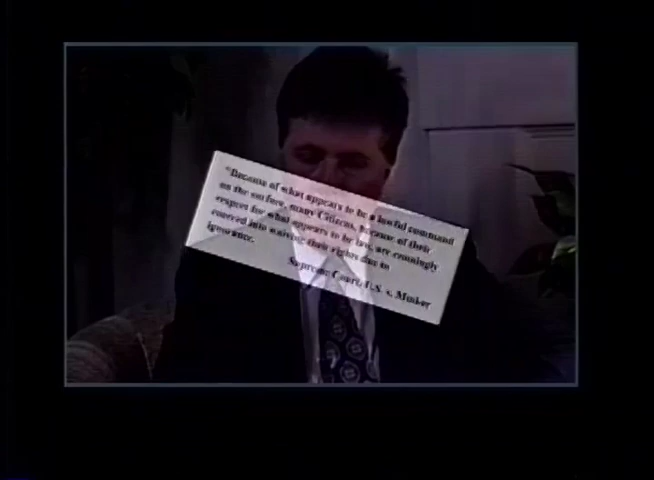 "Because of what appears to be a lawful command
on the surface, many Citizens, because of their
respect for what appears to be law, are cunningly
coerced into waiving their rights due to
ignorance.
Supreme Court, U.S. v. Minker